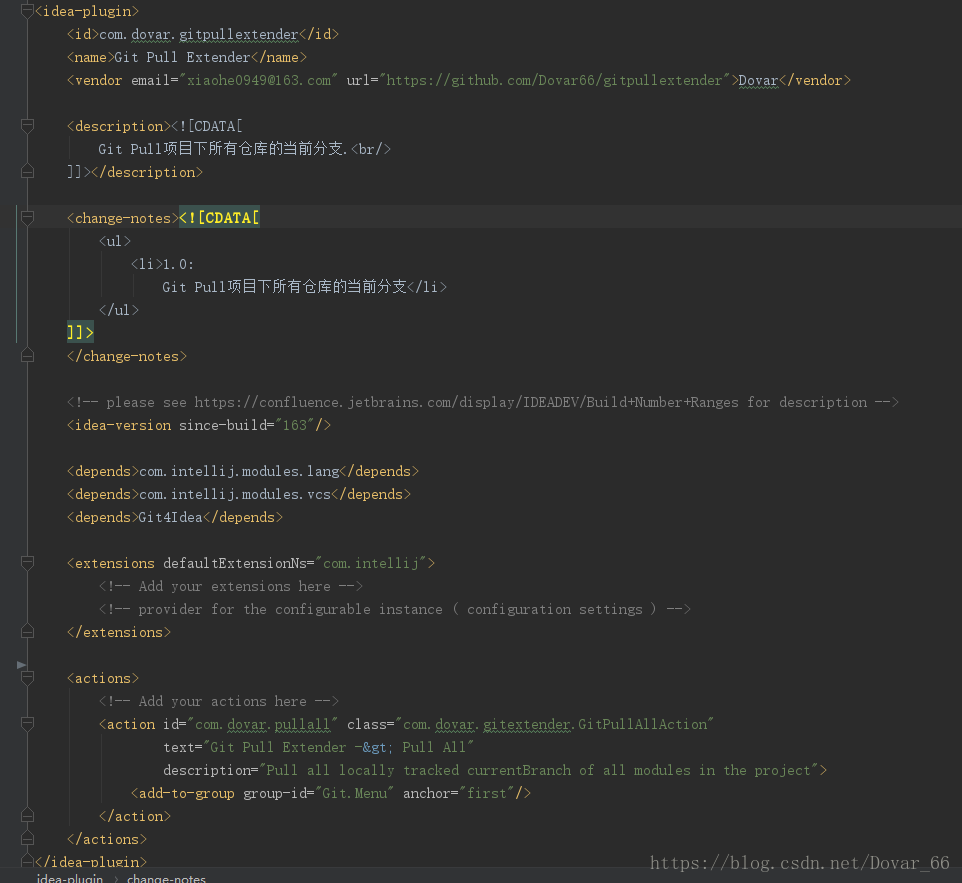 <idea-plugin>
<id>com.dovar.gitpullextender</id>
<name>Git Pull Extender</name>
<vendor email="xiaohe0949@163.com" url="https://github.com/Dovar66/gitpullextender">Dovar</vendor>
<description><![CDATA[
Git Pull项目下所有仓库的当前分支.<br/>
]]></description>
<change-notes><![CDATA[
<ul>
<li>1.0:
Git Pull项目下所有仓库的当前分支</li>
</ul>
]]>
</change-notes>
<!-- please see https://confluence.jetbrains.com/display/IDEADEV/Build+Number+Ranges for description -->
<idea-version since-build="163"/>
<depends>com.intellij.modules.lang</depends>
<depends>com.intellij.modules.vcs</depends>
<depends>Git4Idea</depends>
<extensions defaultExtensionNs="com.intellij">
<!-- Add your extensions here -->
<!-- provider for the configurable instance ( configuration settings ) -->
</extensions>
<actions>
<!-- Add your actions here -->
<action id="com.dovar.pullall" class="com.dovar.gitextender.GitPullAllAction"
text="Git Pull Extender -&gt; Pull All"
description="Pull all locally tracked currentBranch of all modules in the project">
<add-to-group group-id="Git.Menu" anchor="first"/>
</action>
</actions>
</idea-plugin>
https://blog.csdn.net/Dovar_66
idea-plugin > change-notes